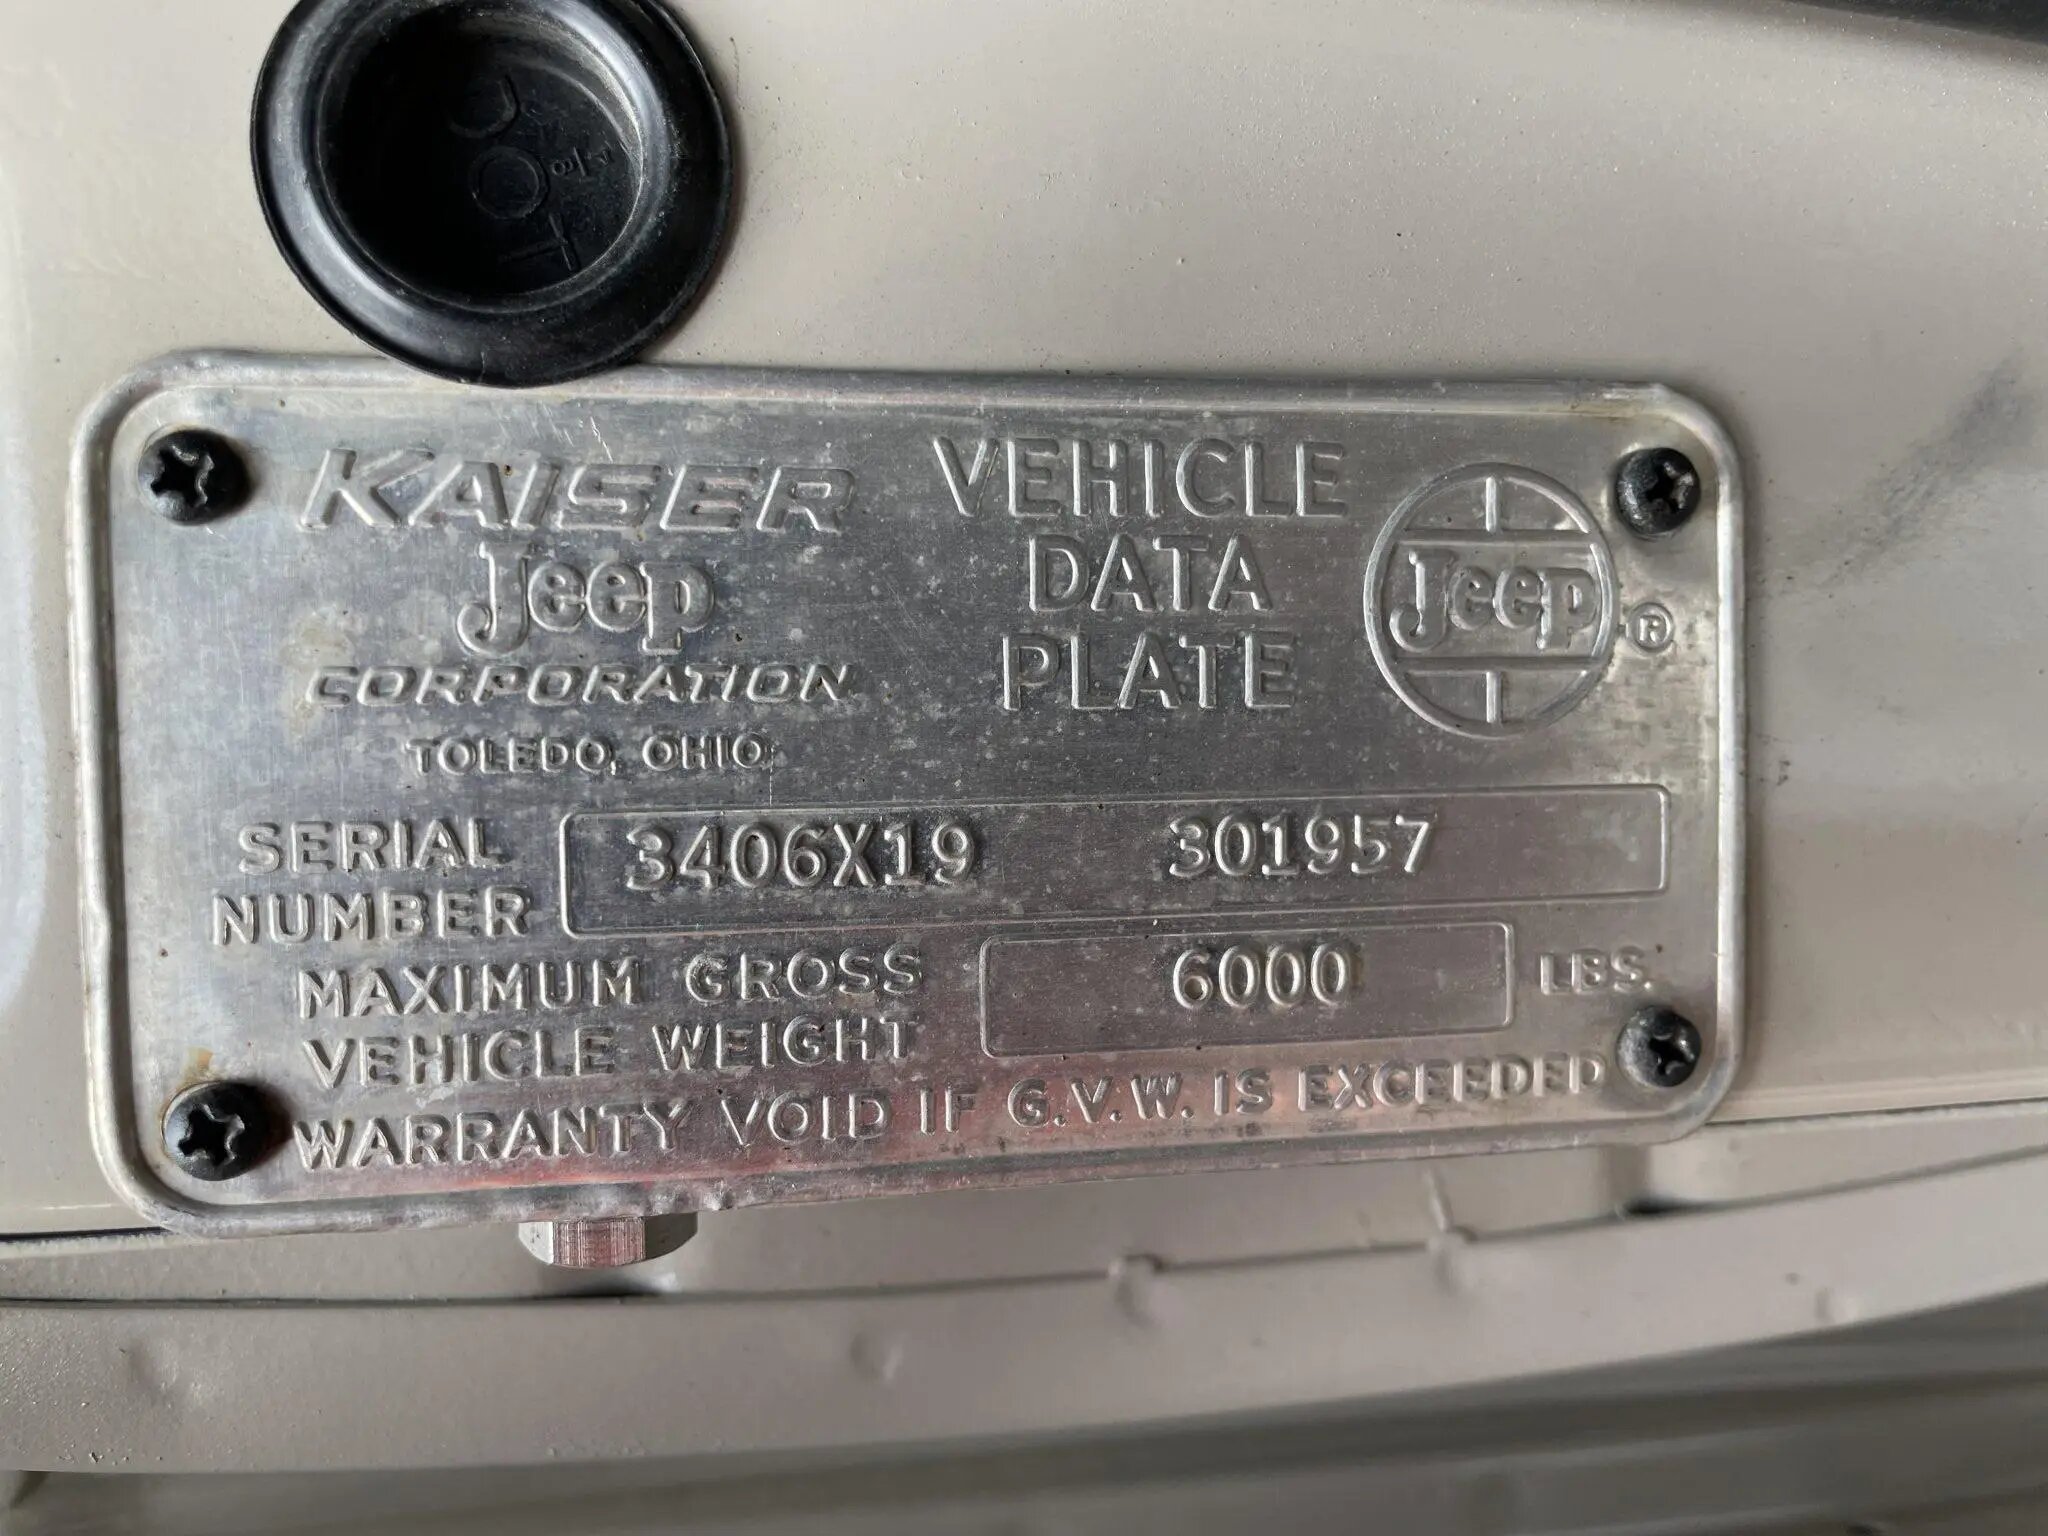 KAISER
Jeep
CORPORATION
TOLEDO, OHIO
VEHICLE
DATA
PLATE
Jeep ®
SERIAL
NUMBER
3406X19 301957
MAXIMUM GROSS
VEHICLE WEIGHT
6000 LBS.
WARRANTY VOID IF G.V.W. IS EXCEEDED